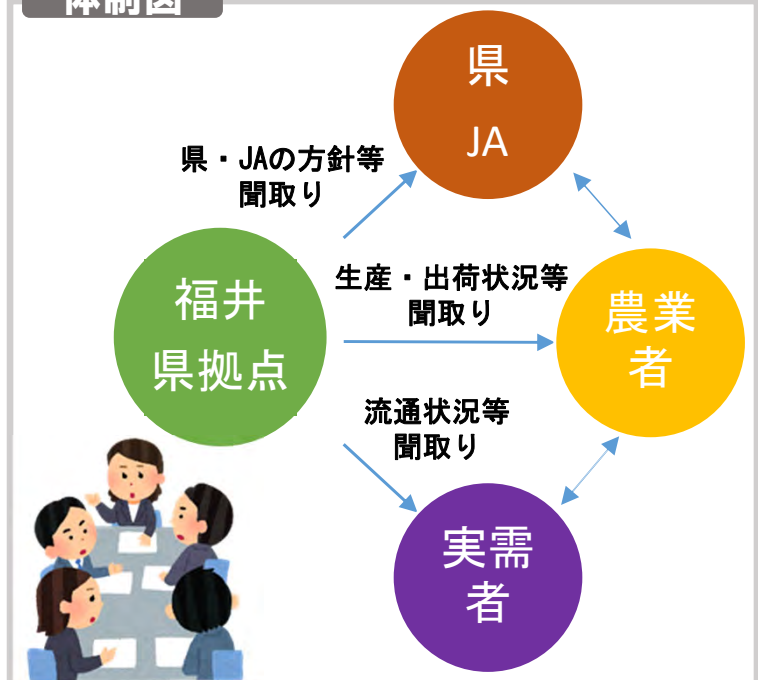 体制図
県
JA
県・JAの方針等
聞取り
福井
県拠点
生産・出荷状況等
聞取り
農業
者
流通状況等
聞取り
実需
者